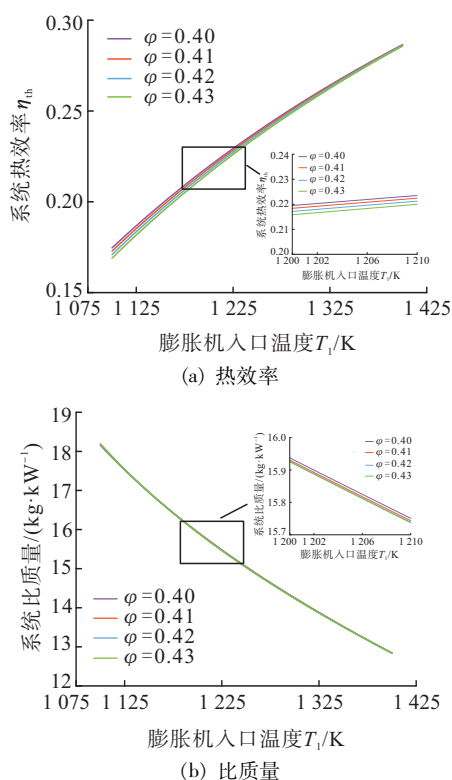 0.30
0.25
0.20
0.15
系统热效率 ηth
φ=0.40
φ=0.41
φ=0.42
φ=0.43
0.24
0.23
0.22
0.21
0.20
系统热效率ηth
φ=0.40
φ=0.41
φ=0.42
φ=0.43
1 200 1 202 1 206 1 210
膨胀机入口温度T1/K
1 075 1 125 1 225 1 325 1 425
膨胀机入口温度T1/K
(a) 热效率
19
18
17
16
15
14
13
12
系统比质量/(kg·kW⁻¹)
16.0
15.9
15.8
15.7
系统比质量/(kg·kW⁻¹)
φ=0.40
φ=0.41
φ=0.42
φ=0.43
1 200 1 202 1 206 1 210
膨胀机入口温度T1/K
φ=0.40
φ=0.41
φ=0.42
φ=0.43
1 075 1 125 1 225 1 325 1 425
膨胀机入口温度T1/K
(b) 比质量